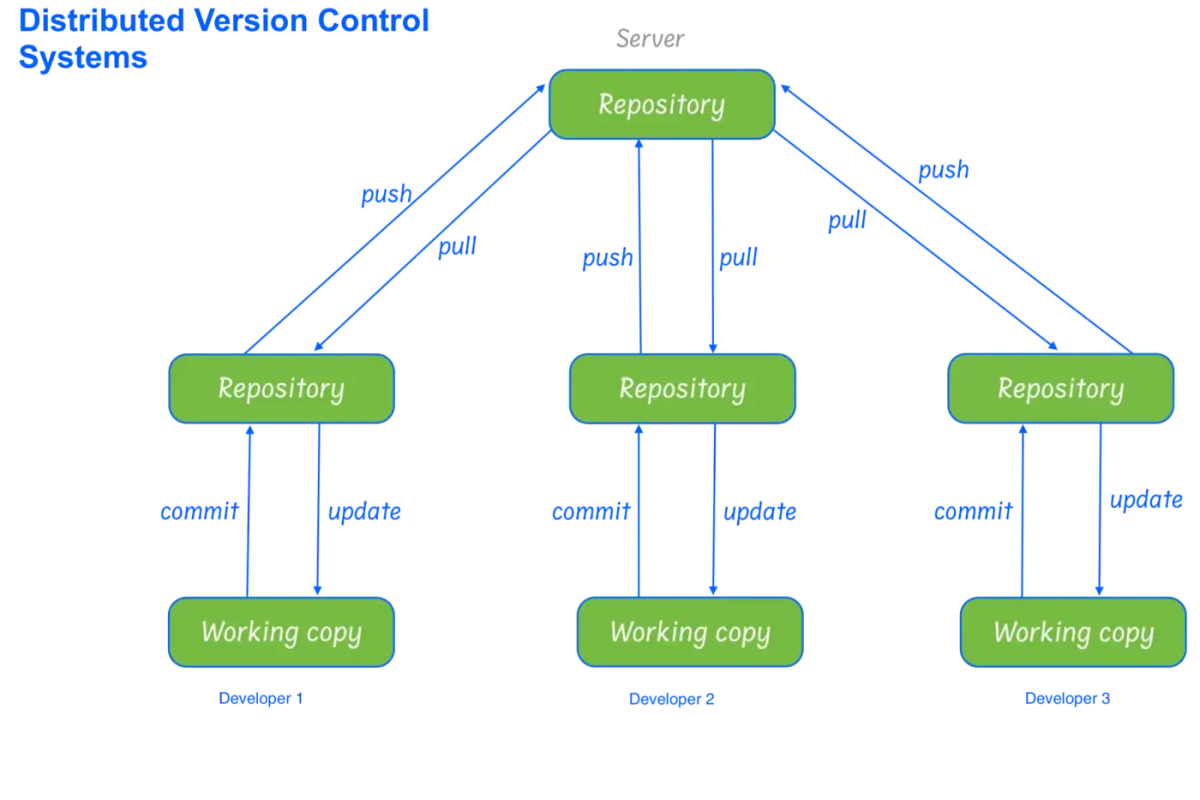 Distributed Version Control
Systems
Server
Repository
push
push
pull
pull
push
pull
Repository
Repository
Repository
commit
update
commit
update
commit
update
Working copy
Working copy
Working copy
Developer 1
Developer 2
Developer 3